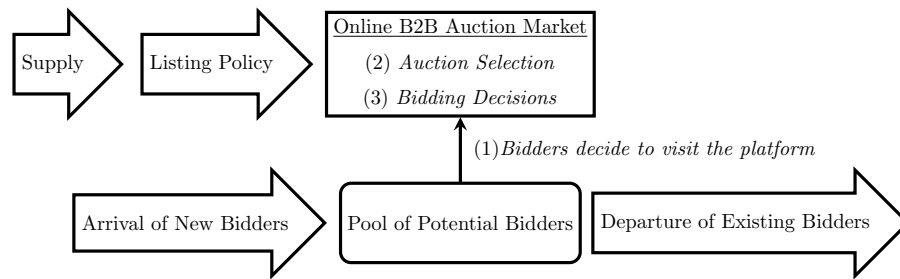 Supply
Listing Policy
Online B2B Auction Market
(2) Auction Selection
(3) Bidding Decisions
(1)Bidders decide to visit the platform
Arrival of New Bidders
Pool of Potential Bidders
Departure of Existing Bidders